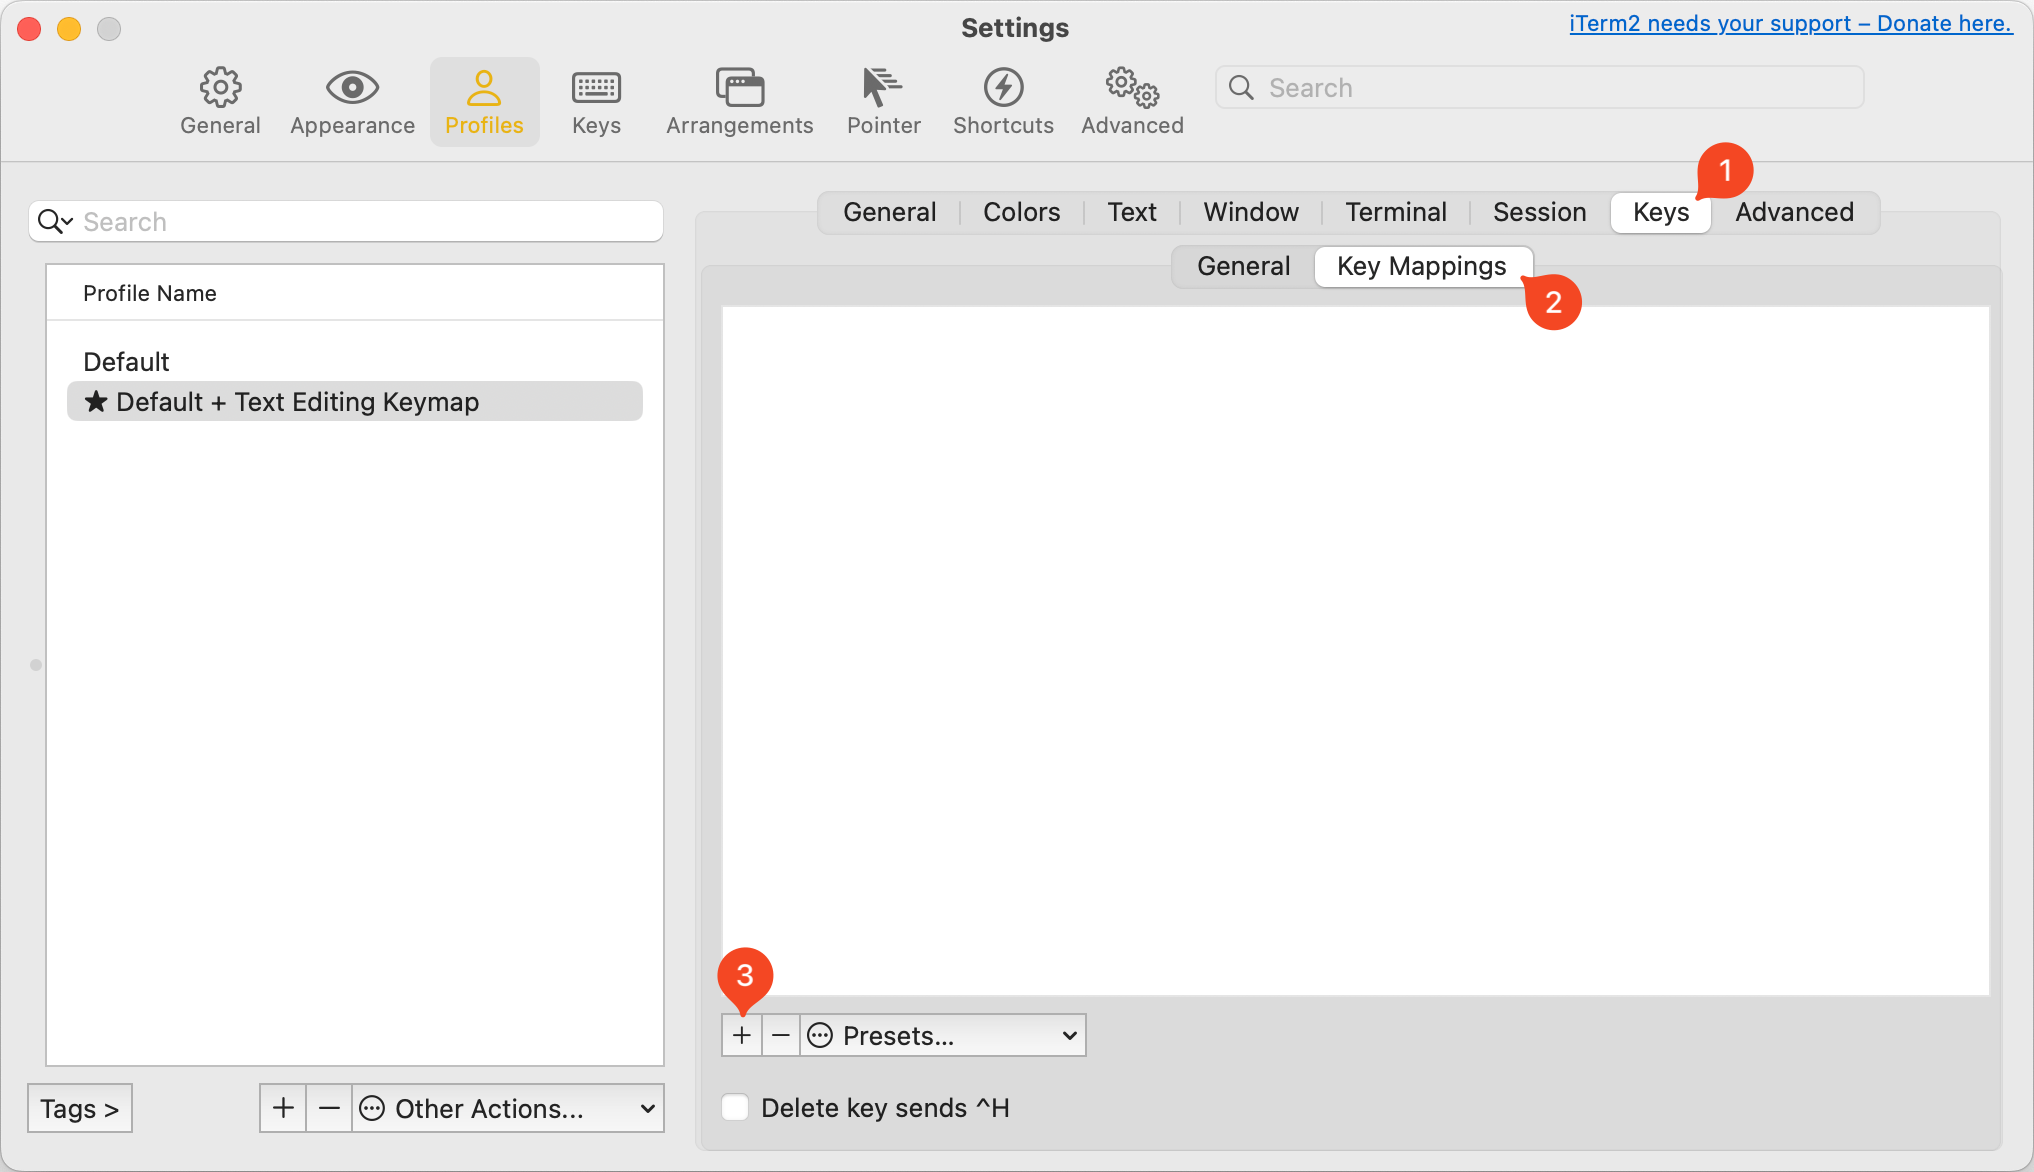 Settings
iTerm2 needs your support – Donate here.
General Appearance Profiles Keys Arrangements Pointer Shortcuts Advanced
Search
1
Search
General Colors Text Window Terminal Session Keys Advanced
General Key Mappings
2
Profile Name
Default
★ Default + Text Editing Keymap
3
+ − Presets...
Delete key sends ^H
Tags >
+ − Other Actions...